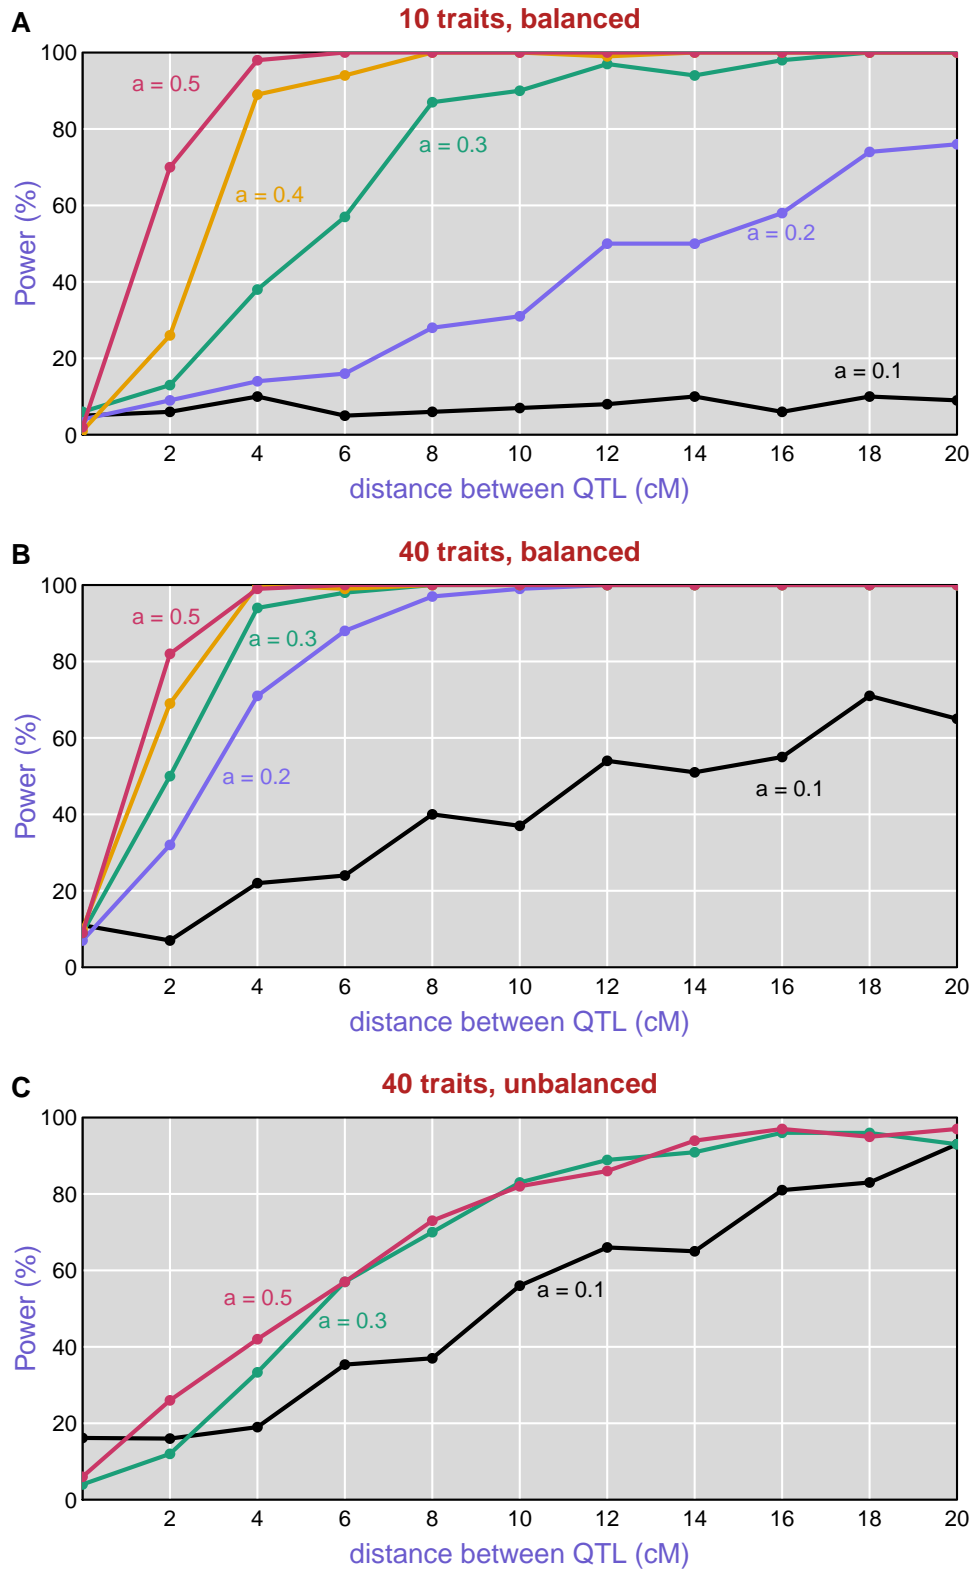 A
10 traits, balanced
100
80
60
40
20
0
Power (%)
a = 0.5
a = 0.4
a = 0.3
a = 0.2
a = 0.1
2 4 6 8 10 12 14 16 18 20
distance between QTL (cM)
B
40 traits, balanced
100
80
60
40
20
0
Power (%)
a = 0.5
a = 0.3
a = 0.2
a = 0.1
2 4 6 8 10 12 14 16 18 20
distance between QTL (cM)
C
40 traits, unbalanced
100
80
60
40
20
0
Power (%)
a = 0.5
a = 0.3
a = 0.1
2 4 6 8 10 12 14 16 18 20
distance between QTL (cM)